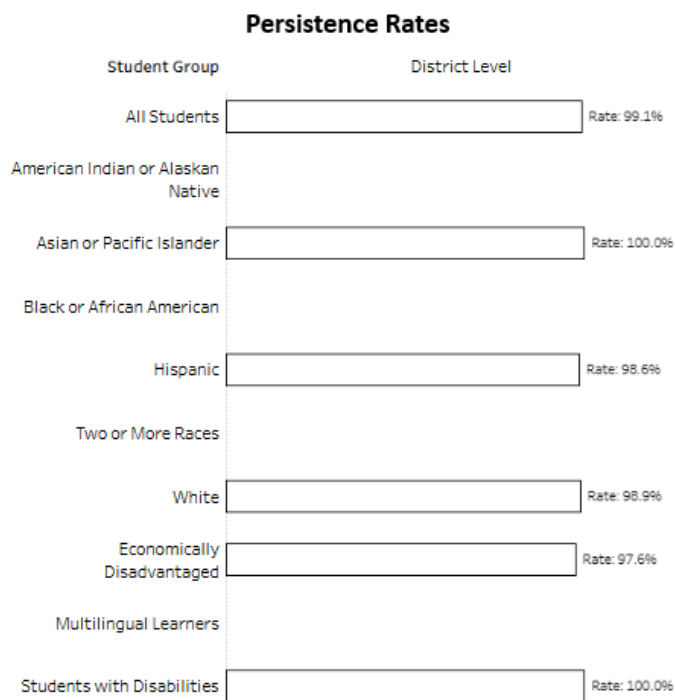 Persistence Rates
Student Group District Level
All Students Rate: 99.1%
American Indian or Alaskan
Native
Asian or Pacific Islander Rate: 100.0%
Black or African American
Hispanic Rate: 98.6%
Two or More Races
White Rate: 98.9%
Economically
Disadvantaged Rate: 97.6%
Multilingual Learners
Students with Disabilities Rate: 100.0%